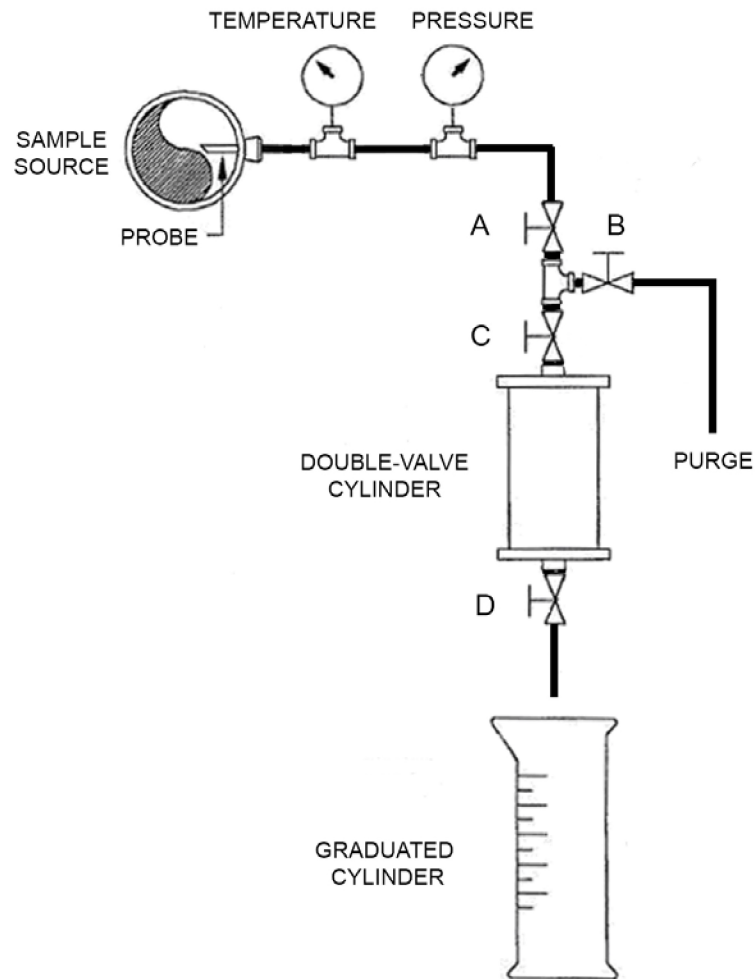 TEMPERATURE
PRESSURE
SAMPLE
SOURCE
PROBE
A
B
C
DOUBLE-VALVE
CYLINDER
PURGE
D
GRADUATED
CYLINDER